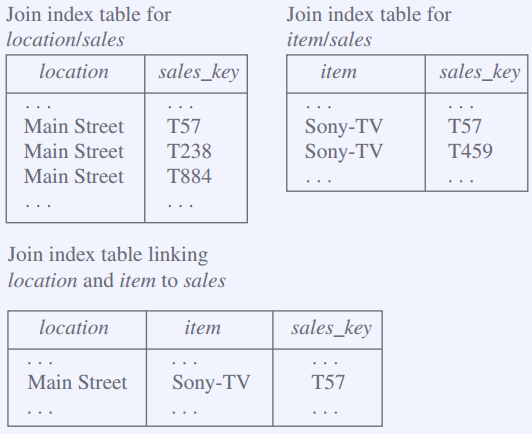 Join index table for
location/sales
location sales_key
. . . . . .
Main Street T57
Main Street T238
Main Street T884
. . . . . .
Join index table for
item/sales
item sales_key
. . . . . .
Sony-TV T57
Sony-TV T459
. . . . . .
Join index table linking
location and item to sales
location item sales_key
. . . . . . . . .
Main Street Sony-TV T57
. . . . . . . . .